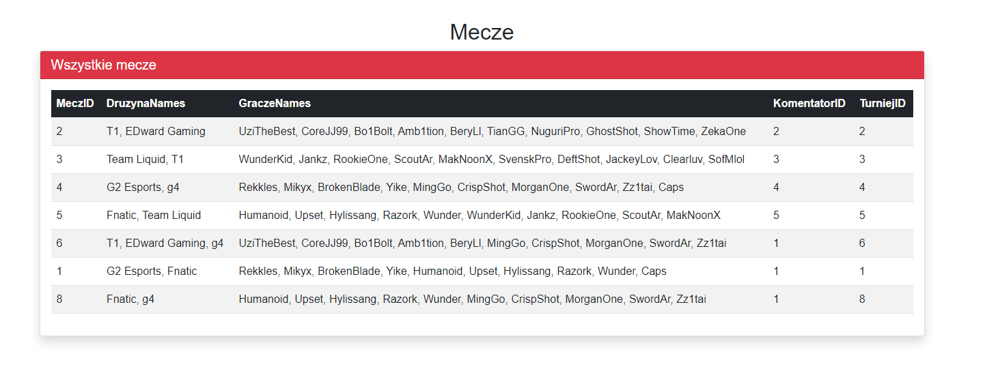 Mecze
Wszystkie mecze
MeczID DruzynaNames GraczeNames KomentatorID TurniejID
2 T1, EDward Gaming UziTheBest, CoreJJ99, Bo1Bolt, Amb1tion, BeryLl, TianGG, NuguriPro, GhostShot, ShowTime, ZekaOne 2 2
3 Team Liquid, T1 WunderKid, Jankz, RookieOne, ScoutAr, MakNoonX, SvenskPro, DeftShot, JackeyLov, Clearluv, SofMlol 3 3
4 G2 Esports, g4 Rekkles, Mikyx, BrokenBlade, Yike, MingGo, CrispShot, MorganOne, SwordAr, Zz1tai, Caps 4 4
5 Fnatic, Team Liquid Humanoid, Upset, Hylissang, Razork, Wunder, WunderKid, Jankz, RookieOne, ScoutAr, MakNoonX 5 5
6 T1, EDward Gaming, g4 UziTheBest, CoreJJ99, Bo1Bolt, Amb1tion, BeryLl, MingGo, CrispShot, MorganOne, SwordAr, Zz1tai 1 6
1 G2 Esports, Fnatic Rekkles, Mikyx, BrokenBlade, Yike, Humanoid, Upset, Hylissang, Razork, Wunder, Caps 1 1
8 Fnatic, g4 Humanoid, Upset, Hylissang, Razork, Wunder, MingGo, CrispShot, MorganOne, SwordAr, Zz1tai 1 8